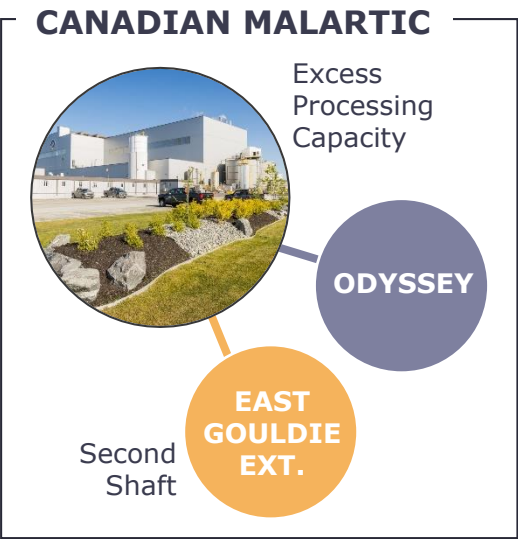 CANADIAN MALARTIC
Excess
Processing
Capacity
ODYSSEY
EAST
GOULDIE
EXT.
Second
Shaft